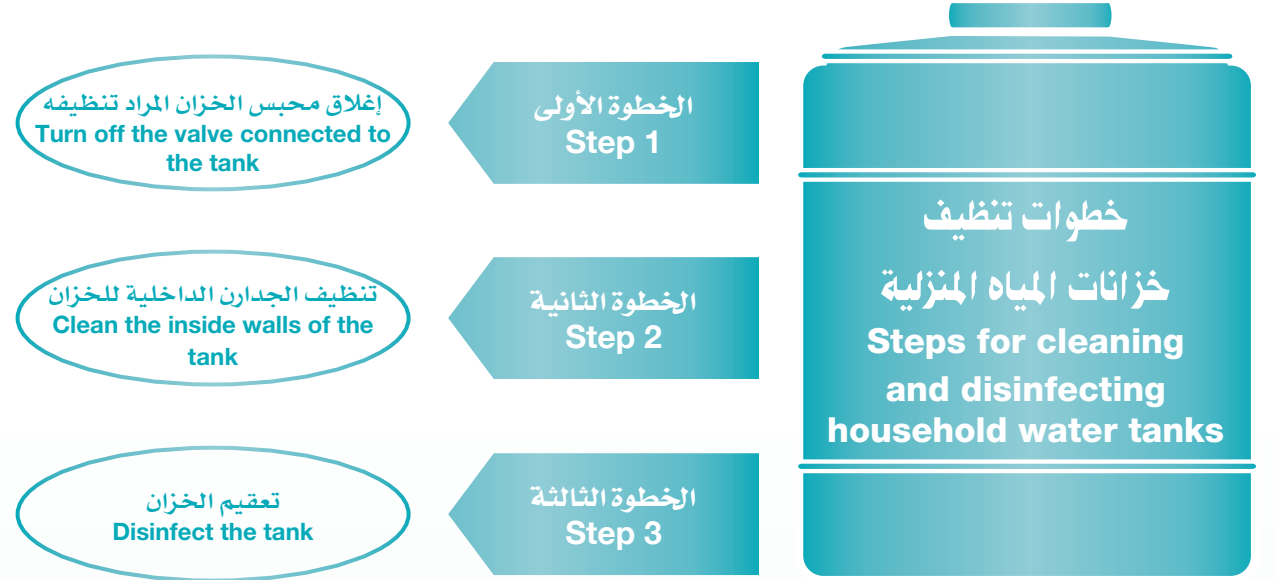 خطوات تنظيف
خزانات المياه المنزلية
Steps for cleaning
and disinfecting
household water tanks
الخطوة الأولى
Step 1
إغلاق محبس الخزان المراد تنظيفه
Turn off the valve connected to
the tank
الخطوة الثانية
Step 2
تنظيف الجدارن الداخلية للخزان
Clean the inside walls of the
tank
الخطوة الثالثة
Step 3
تعقيم الخزان
Disinfect the tank